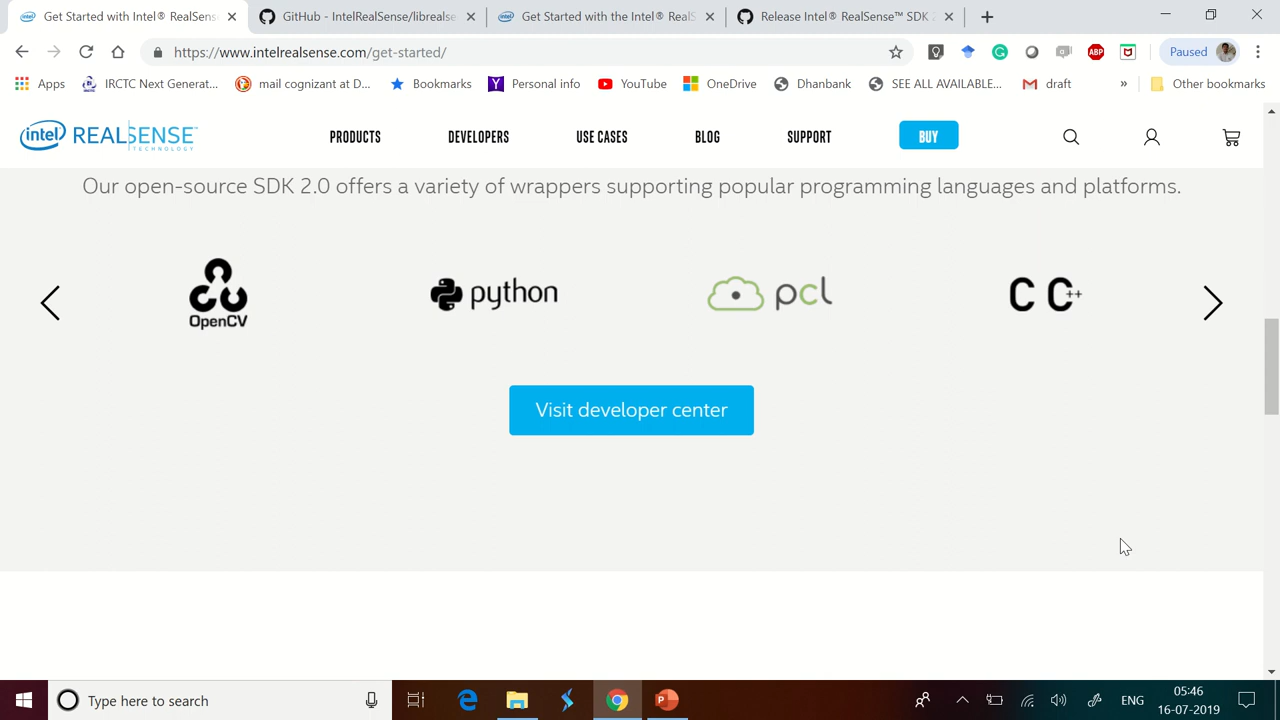 Get Started with Intel® RealSens
GitHub - IntelRealSense/librealse
Get Started with the Intel® RealS
Release Intel® RealSense™ SDK 2
https://www.intelrealsense.com/get-started/
ABP
Paused
Apps
IRCTC Next Generat...
mail cognizant at D...
Bookmarks
Personal info
YouTube
OneDrive
Dhanbank
SEE ALL AVAILABLE...
draft
»
Other bookmarks
intel REALSENSE
TECHNOLOGY
PRODUCTS
DEVELOPERS
USE CASES
BLOG
SUPPORT
BUY
Our open-source SDK 2.0 offers a variety of wrappers supporting popular programming languages and platforms.
OpenCV
python
pcl
C C++
Visit developer center
Type here to search
ENG
05:46
16-07-2019